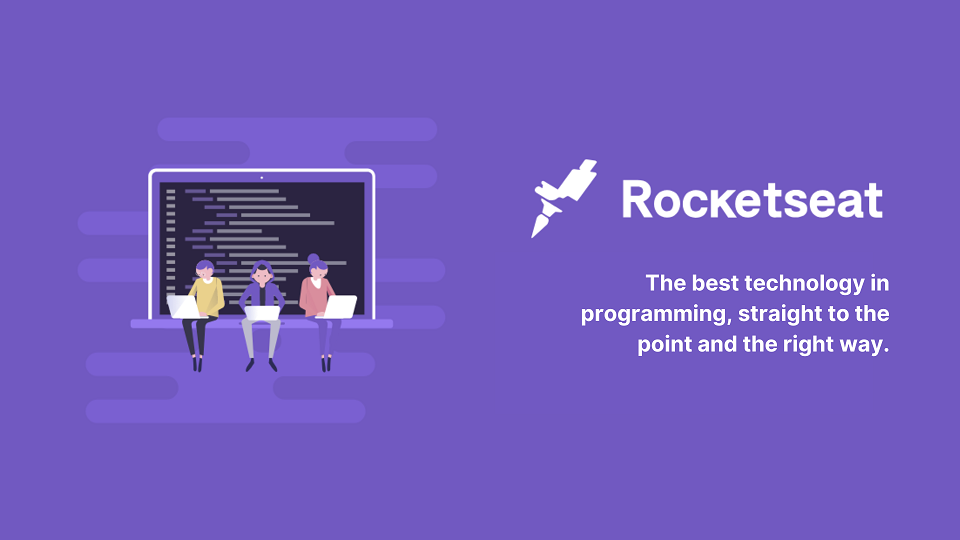 Rocketseat
The best technology in
programming, straight to the
point and the right way.